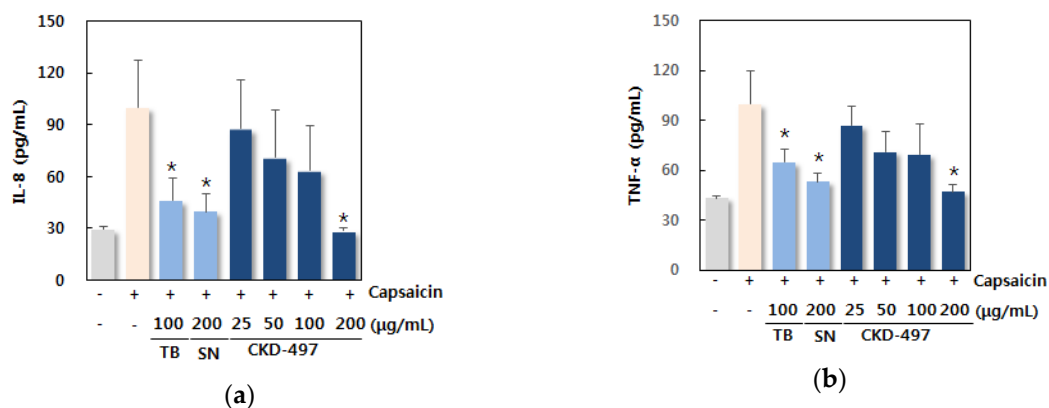 150
120
90
60
30
0
IL-8 (pg/mL)
* * *
- + + + + + + + Capsaicin
- - 100 200 25 50 100 200 (µg/mL)
TB SN CKD-497
(a)
150
120
90
60
30
0
TNF-α (pg/mL)
* * *
- + + + + + + + Capsaicin
- - 100 200 25 50 100 200 (µg/mL)
TB SN CKD-497
(b)